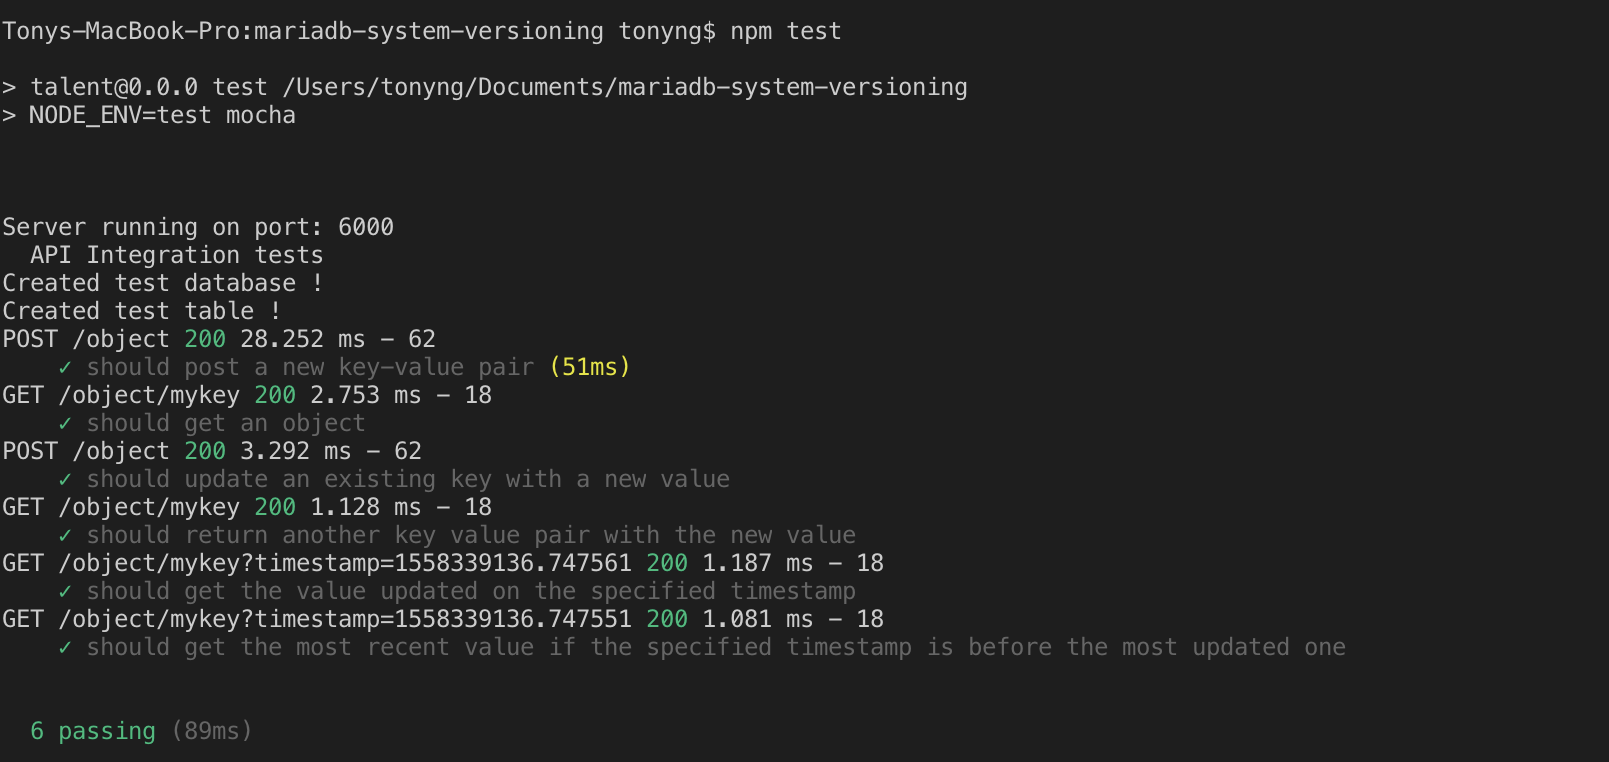 Tonys-MacBook-Pro:mariadb-system-versioning tonyng$ npm test
> talent@0.0.0 test /Users/tonyng/Documents/mariadb-system-versioning
> NODE_ENV=test mocha
Server running on port: 6000
API Integration tests
Created test database !
Created test table !
POST /object 200 28.252 ms - 62
✓ should post a new key-value pair (51ms)
GET /object/mykey 200 2.753 ms - 18
✓ should get an object
POST /object 200 3.292 ms - 62
✓ should update an existing key with a new value
GET /object/mykey 200 1.128 ms - 18
✓ should return another key value pair with the new value
GET /object/mykey?timestamp=1558339136.747561 200 1.187 ms - 18
✓ should get the value updated on the specified timestamp
GET /object/mykey?timestamp=1558339136.747551 200 1.081 ms - 18
✓ should get the most recent value if the specified timestamp is before the most updated one
6 passing (89ms)